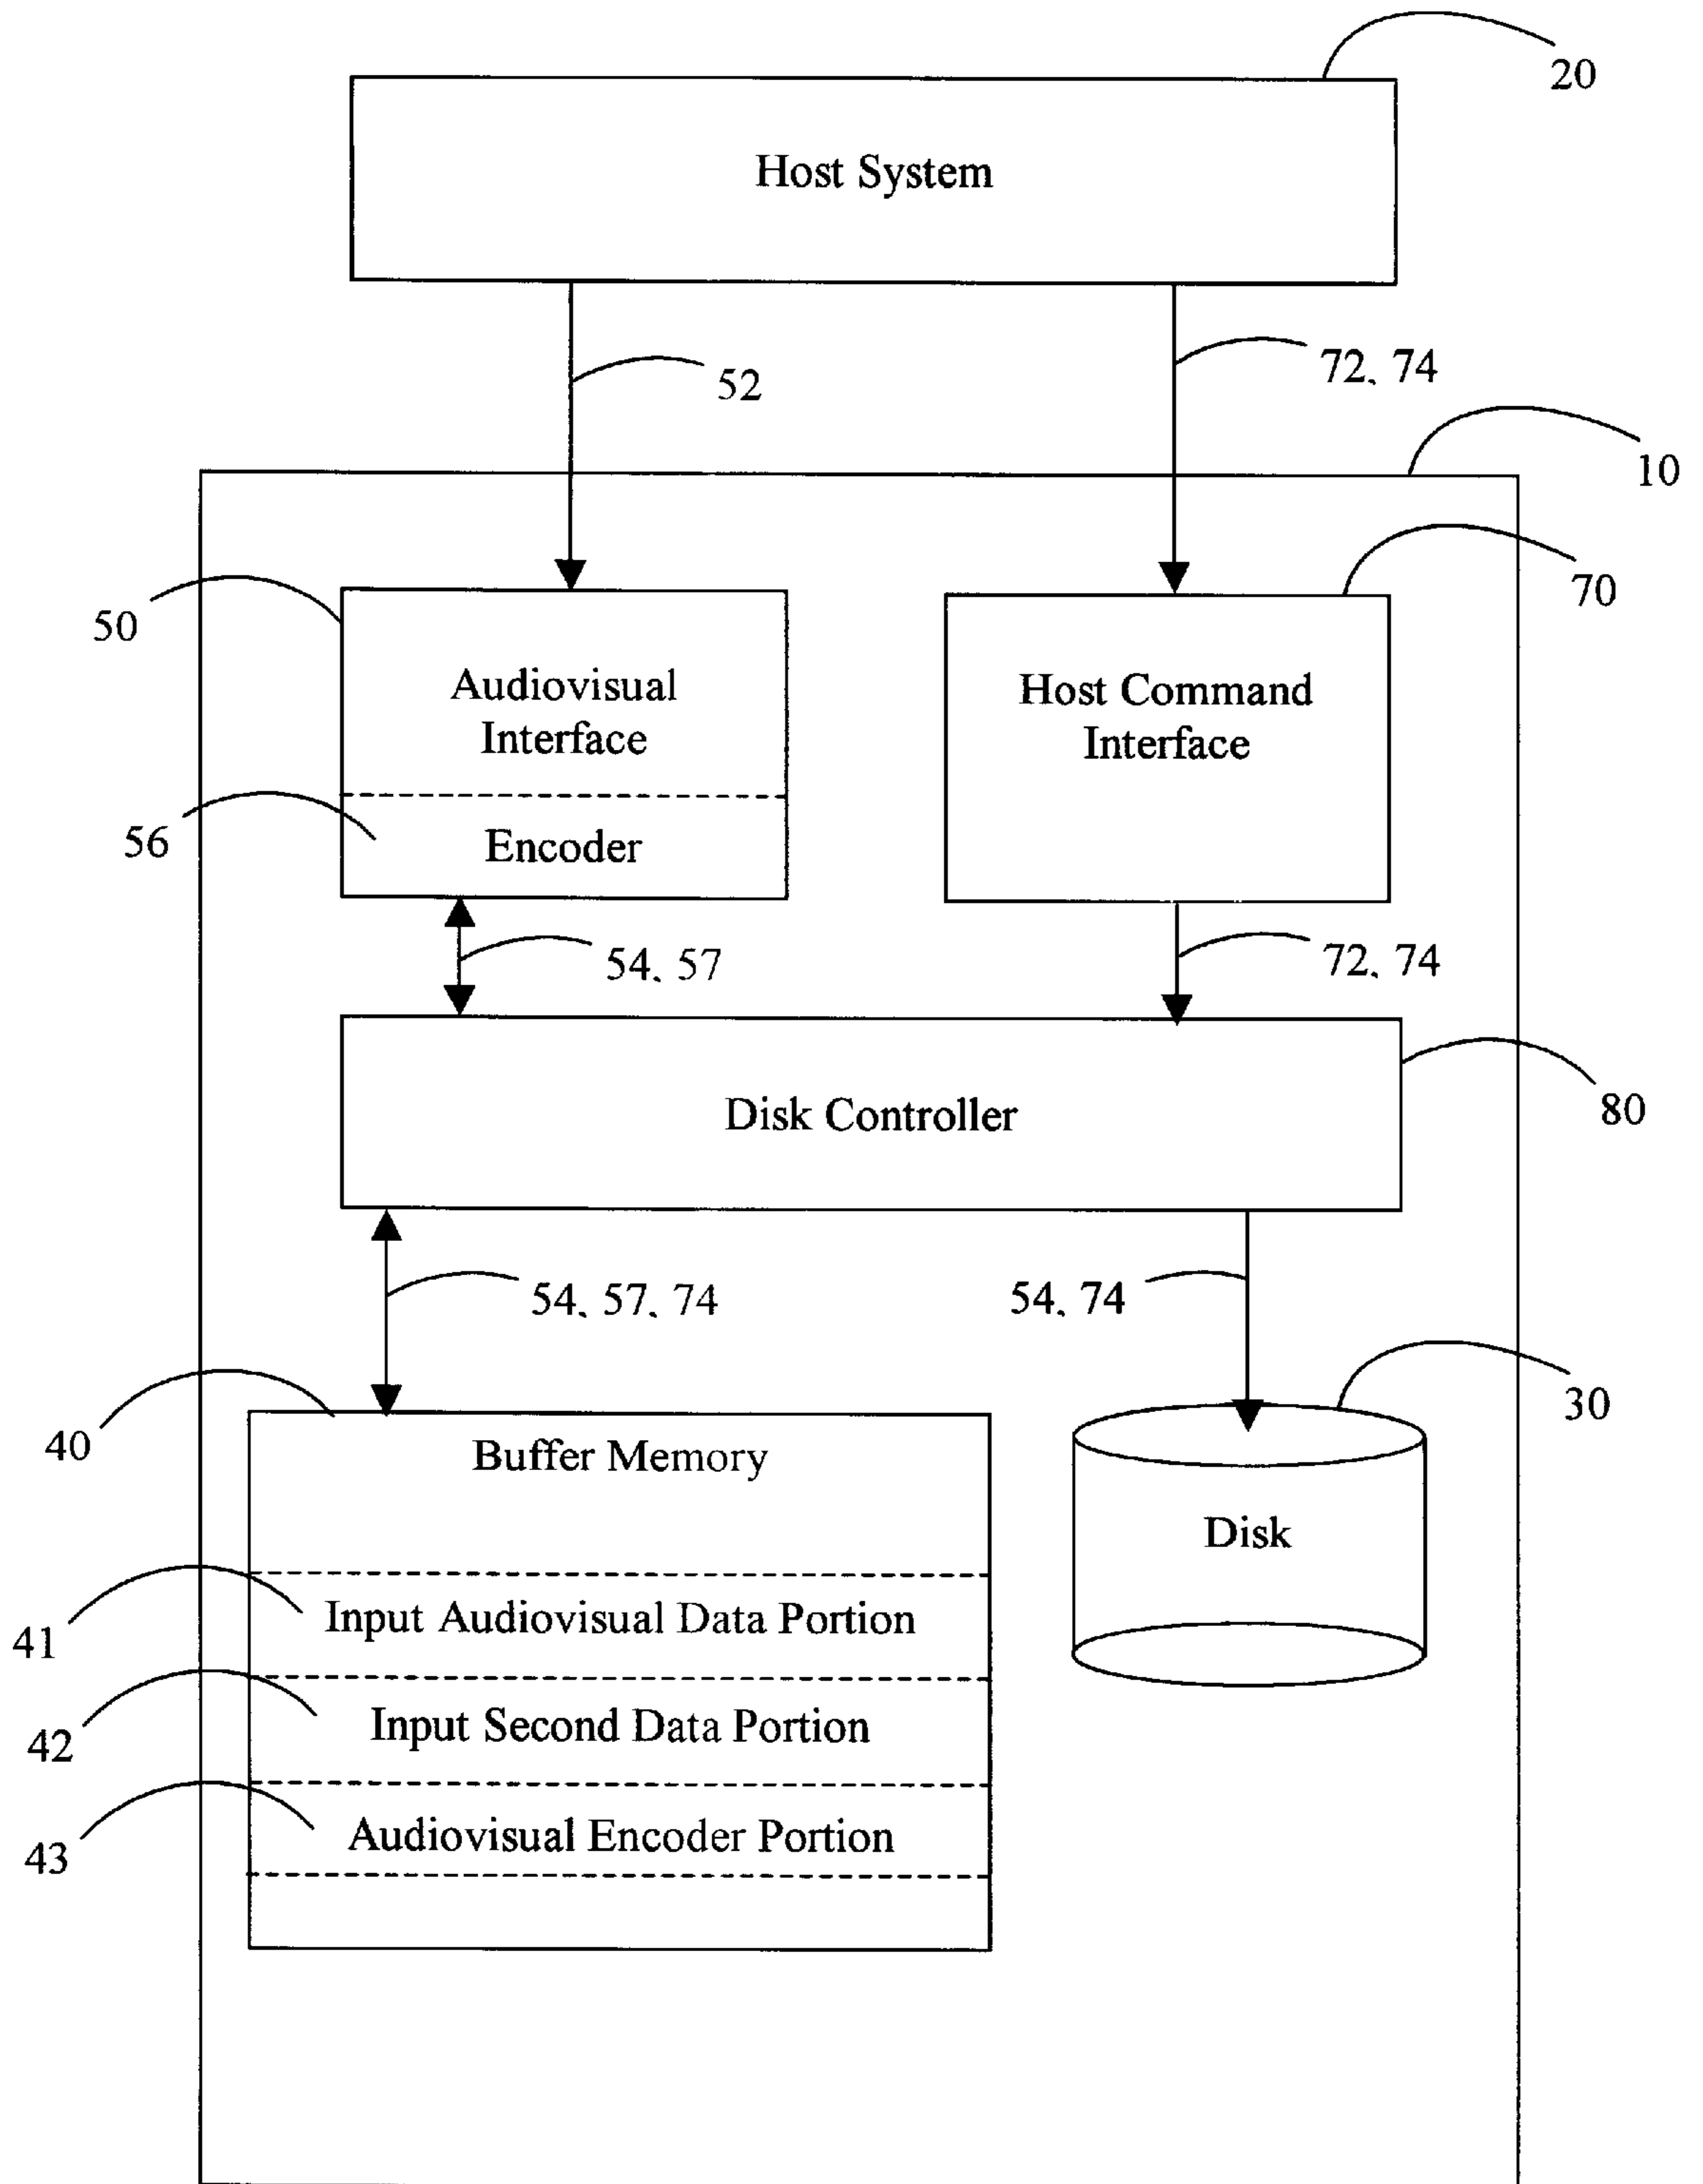 20
Host System
52
72, 74
10
50
70
Audiovisual
Interface
Host Command
Interface
56
Encoder
54, 57
72, 74
Disk Controller
80
54, 57, 74
54, 74
30
40
Buffer Memory
Disk
41
Input Audiovisual Data Portion
42
Input Second Data Portion
43
Audiovisual Encoder Portion